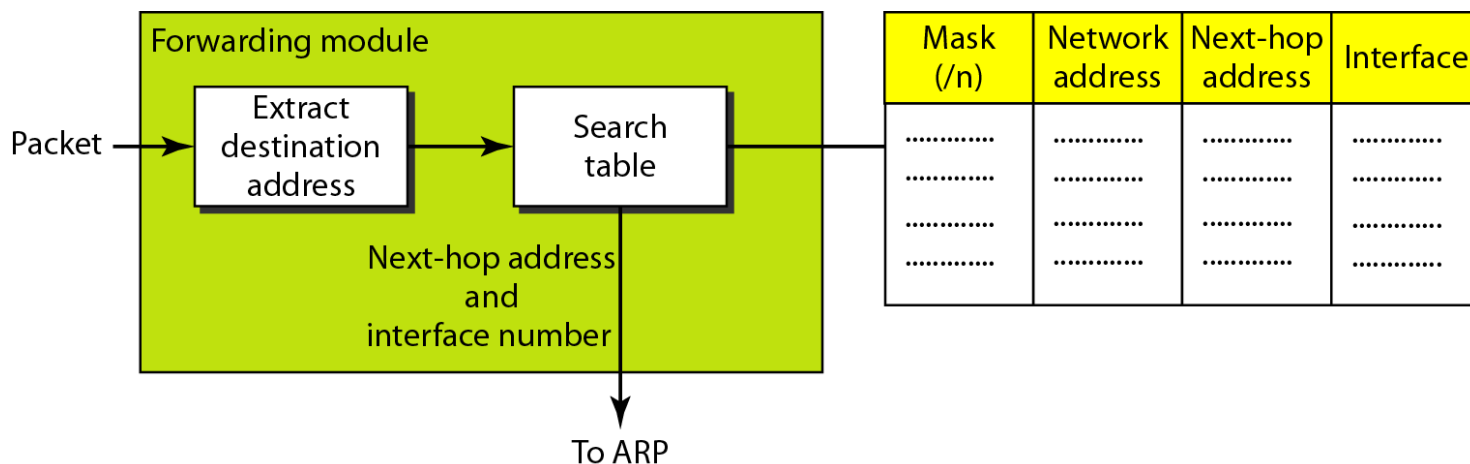 Forwarding module
Packet
Extract
destination
address
Search
table
Next-hop address
and
interface number
To ARP
Mask
(/n)
Network
address
Next-hop
address
Interface
............. ............. ............. .............
............. ............. ............. .............
............. ............. ............. .............
............. ............. ............. .............